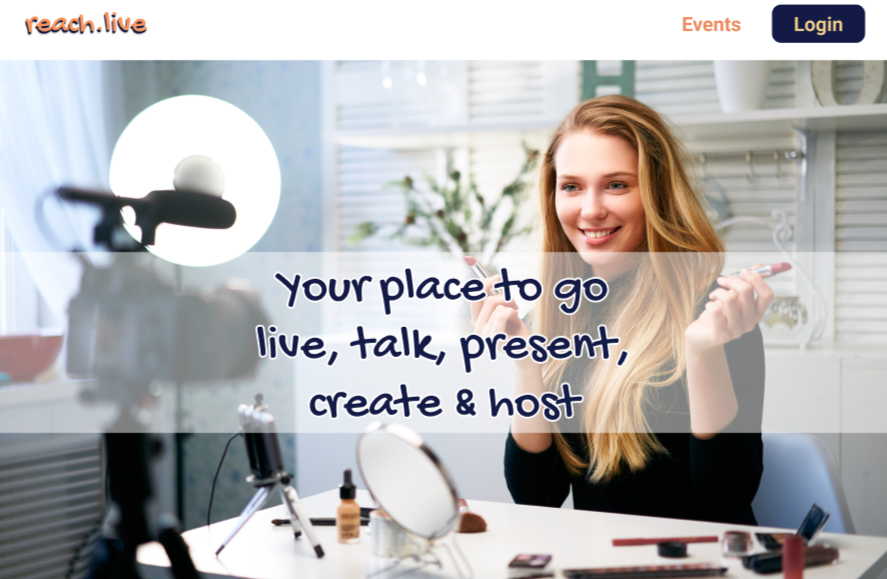 reach.live
Events
Login
Your place to go
live, talk, present,
create & host